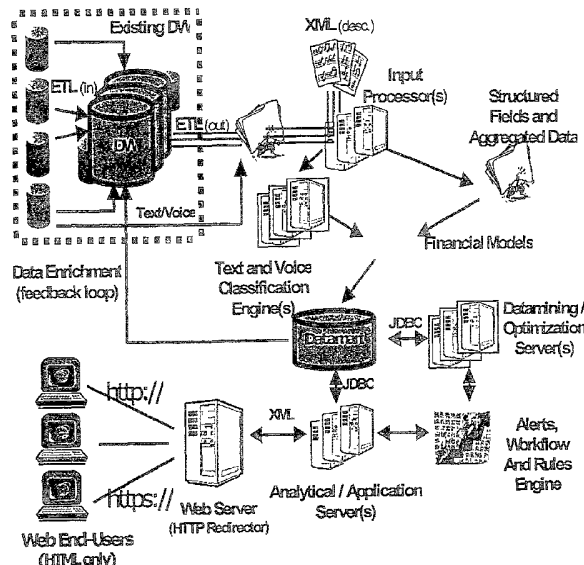 Existing DW
ETL (in)
DW
ETL (out)
Text/Voice
XML (desc.)
Input
Processor(s)
Structured
Fields and
Aggregated Data
Data Enrichment
(feedback loop)
Text and Voice
Classification
Engine(s)
Financial Models
Datamart
JDBC
Datamining /
Optimization
Server(s)
JDBC
http://
https://
XML
Web Server
(HTTP Redirector)
Analytical / Application
Server(s)
Alerts,
Workflow
And Rules
Engine
Web End-Users
(HTML only)